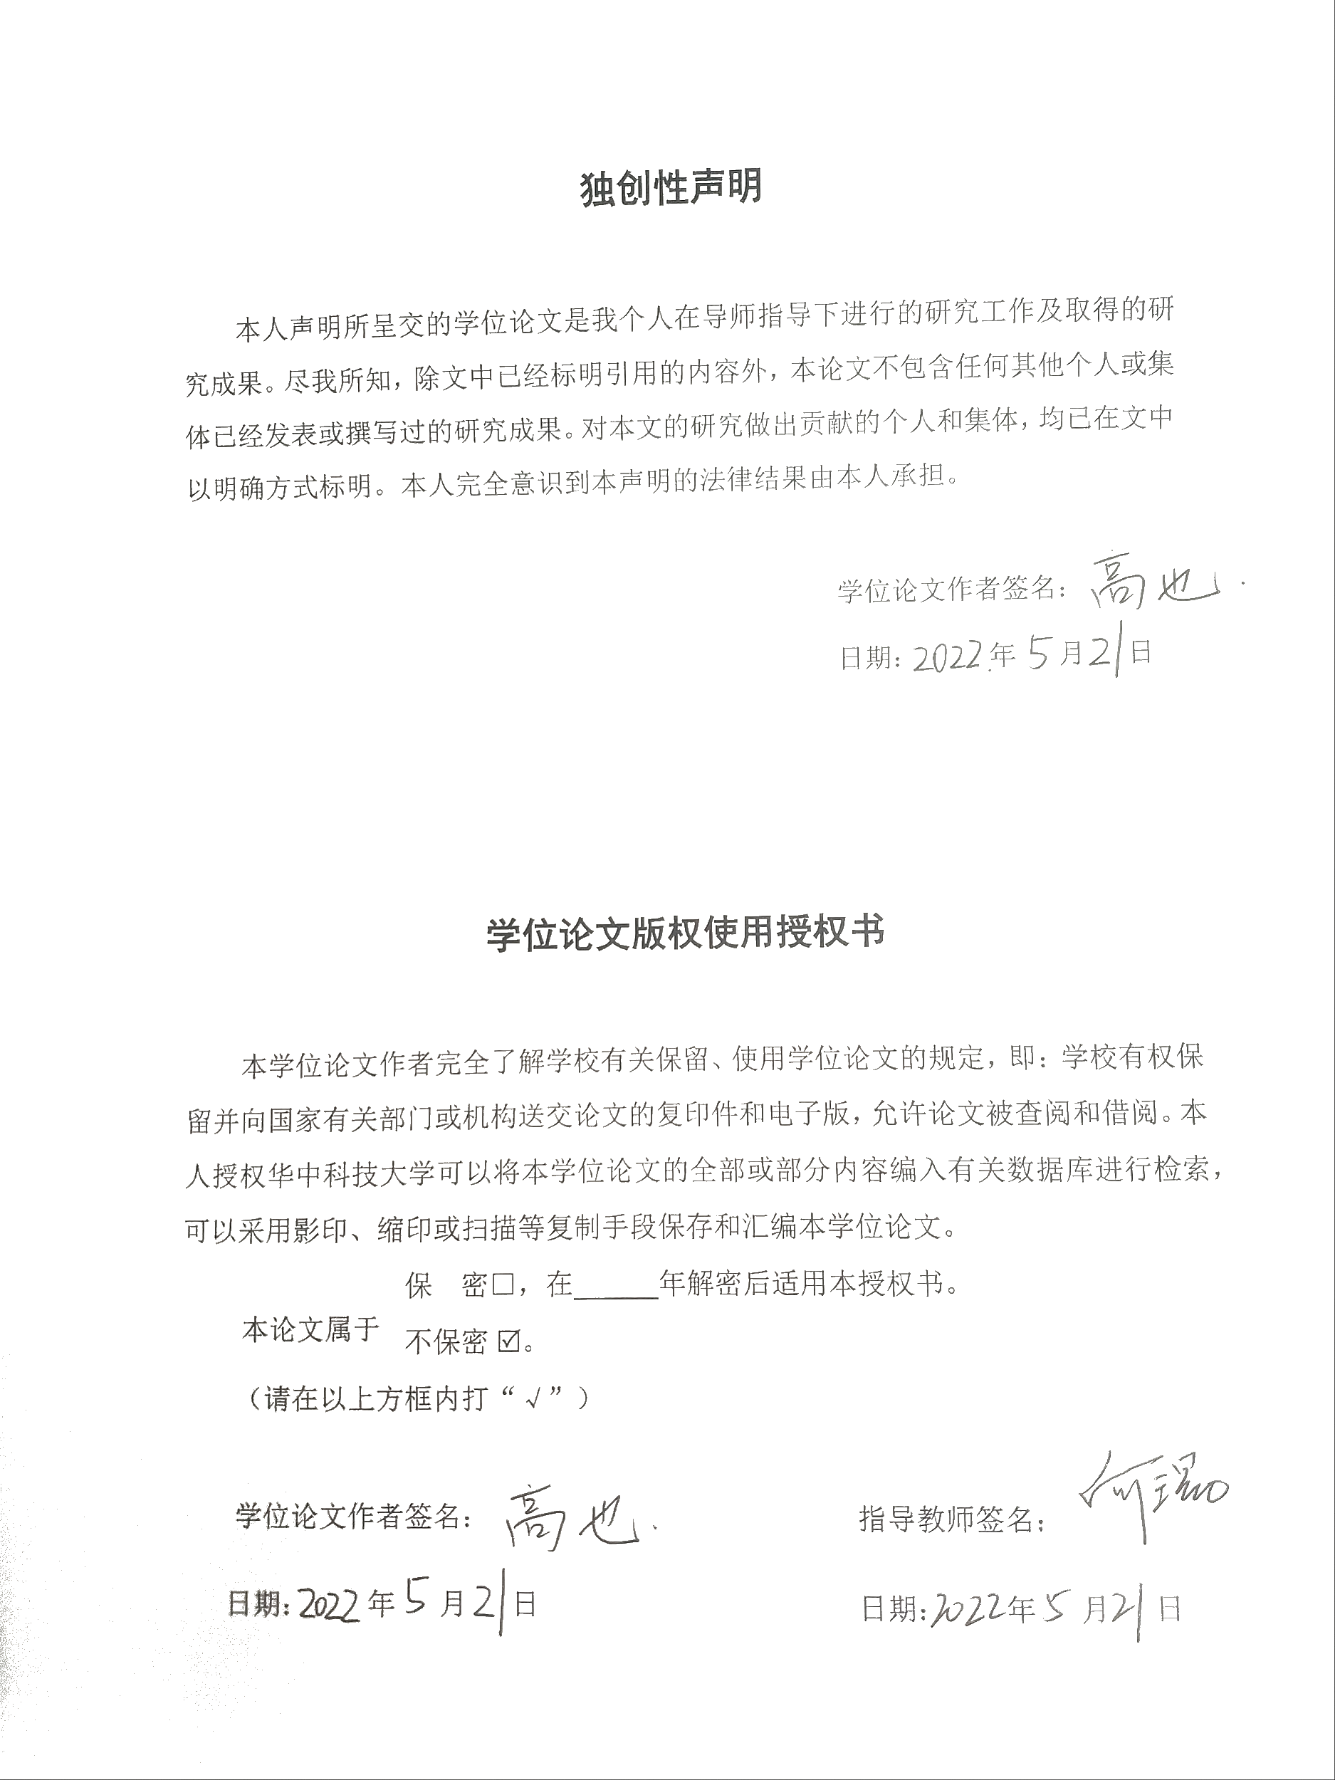 独创性声明
本人声明所呈交的学位论文是我个人在导师指导下进行的研究工作及取得的研
究成果。尽我所知，除文中已经标明引用的内容外，本论文不包含任何其他个人或集
体已经发表或撰写过的研究成果。对本文的研究做出贡献的个人和集体，均已在文中
以明确方式标明。本人完全意识到本声明的法律结果由本人承担。
学位论文作者签名：高也
日期：2022年5月21日
学位论文版权使用授权书
本学位论文作者完全了解学校有关保留、使用学位论文的规定，即：学校有权保
留并向国家有关部门或机构送交论文的复印件和电子版，允许论文被查阅和借阅。本
人授权华中科技大学可以将本学位论文的全部或部分内容编入有关数据库进行检索，
可以采用影印、缩印或扫描等复制手段保存和汇编本学位论文。
保 密□，在______年解密后适用本授权书。
本论文属于
不保密☑。
（请在以上方框内打“√”）
学位论文作者签名：高也 指导教师签名：何
日期：2022年5月21日 日期：2022年5月21日